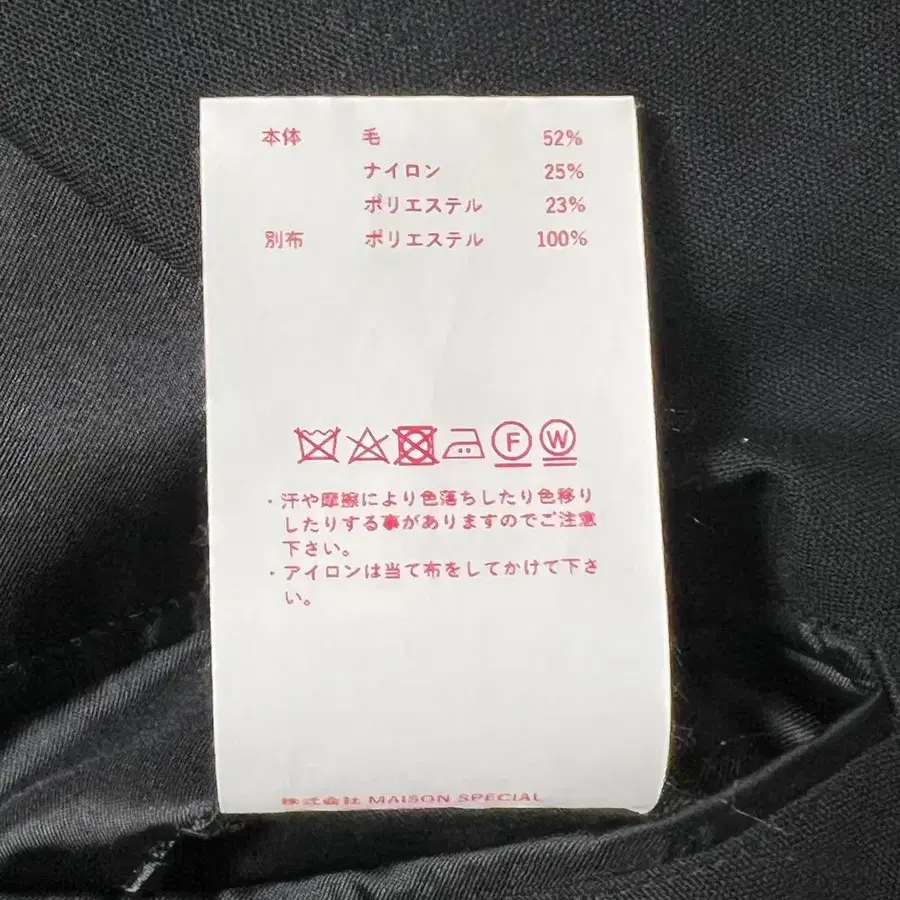 本体 毛 52%
ナイロン 25%
ポリエステル 23%
別布 ポリエステル 100%
F W
・汗や摩擦により色落ちしたり色移り
したりする事がありますのでご注意
下さい。
・アイロンは当て布をしてかけて下さ
い。
株式会社 MAISON SPECIAL